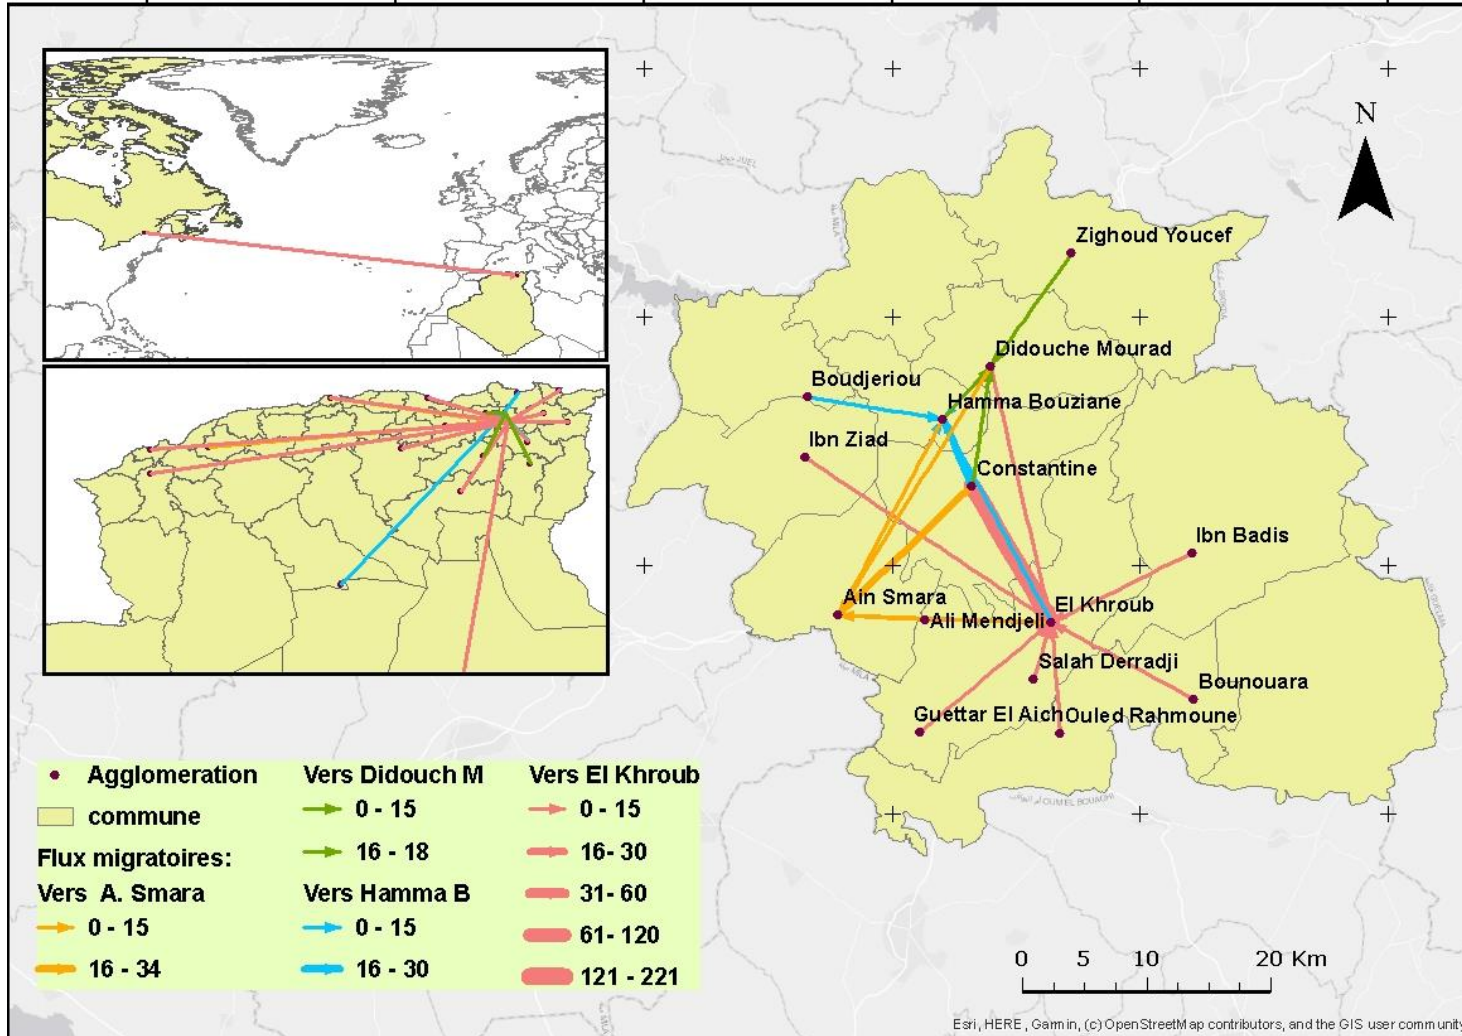 N
Zighoud Youcef
Didouche Mourad
Boudjeriou
Hamma Bouziane
Ibn Ziad
Constantine
Ibn Badis
Ain Smara
El Khroub
Ali Mendjeli
Salah Derradji
Bounouara
Guettar El Aich
Ouled Rahmoune
Agglomeration
commune
Flux migratoires:
Vers A. Smara
0 - 15
16 - 34
Vers Didouch M
0 - 15
16 - 18
Vers Hamma B
0 - 15
16 - 30
Vers El Khroub
0 - 15
16- 30
31- 60
61- 120
121 - 221
0 5 10 20 Km
Esri, HERE, Garmin, (c) OpenStreetMap contributors, and the GIS user community